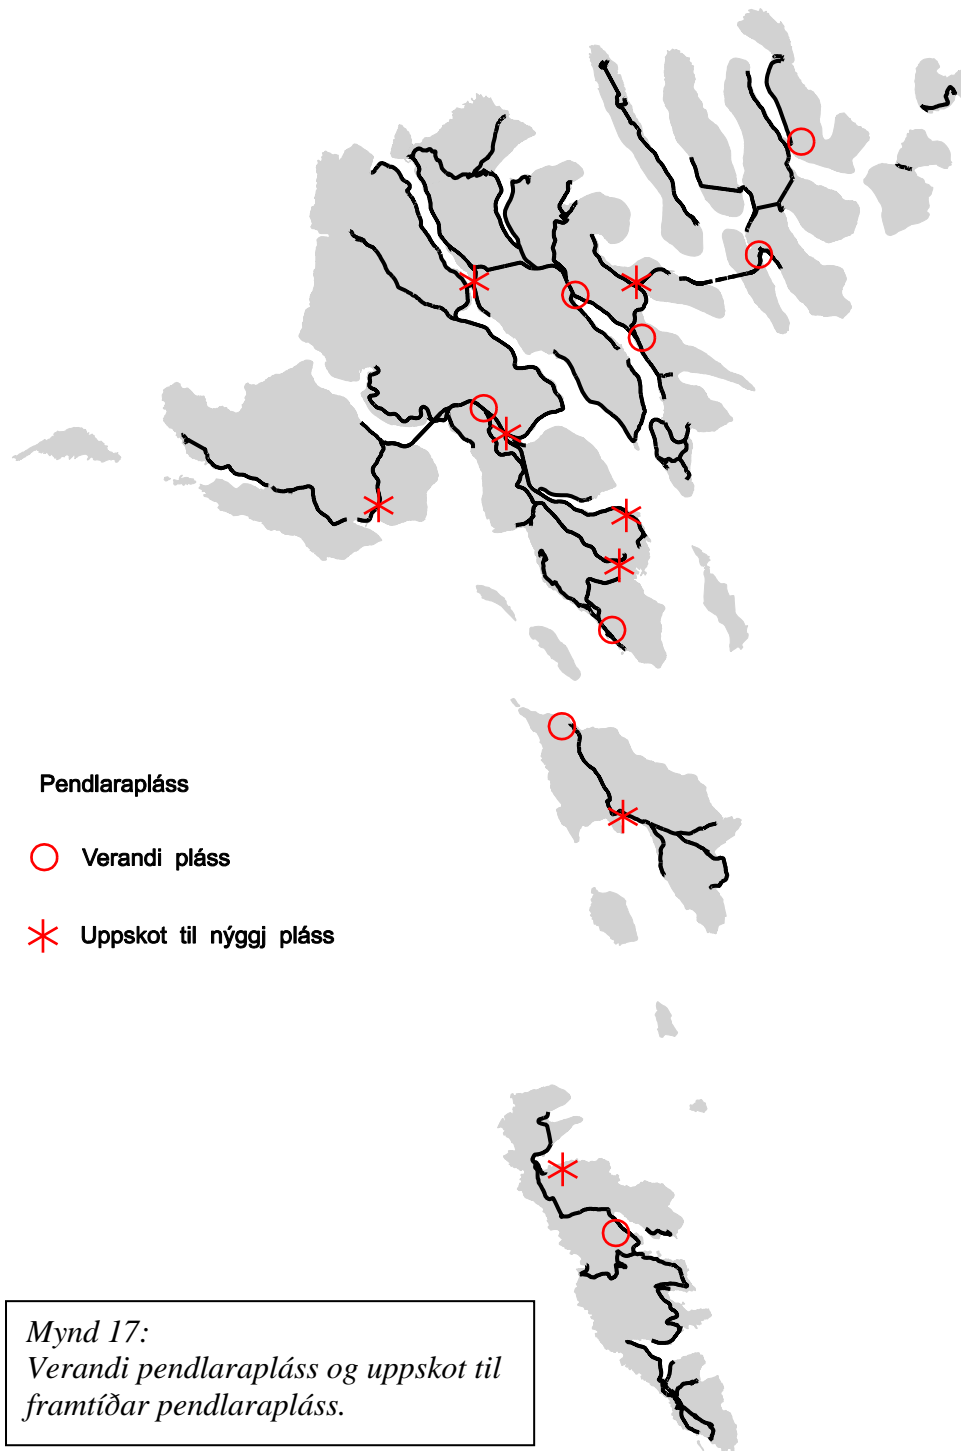 Pendlarapláss
Verandi pláss
Uppskot til nýggj pláss
Mynd 17:
Verandi pendlarapláss og uppskot til
framtíðar pendlarapláss.